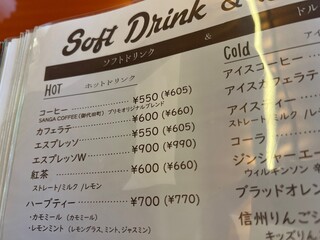 Soft Drink &
ソフトドリンク & ドル
HOT ホットドリンク
コーヒー ¥550 (¥605)
SANGA COFFEE (御代田町) プリモオリジナルブレンド
カフェラテ ¥600 (¥660)
エスプレッソ ¥550 (¥605)
エスプレッソW ¥900 (¥990)
紅茶 ¥600 (¥660)
ストレート/ミルク/レモン
ハーブティー ¥700 (¥770)
・カモミール (カモミール)
・レモンミント (レモングラス、ミント、ジャスミン)
Cold アイ
アイスコーヒー
アイスカフェラテ
アイスティー
ストレート/ミルク/レ
コーラ
ジンジャーエー
ウィルキンソン
ブラッドオレン
信州りんごジ
キッズりん